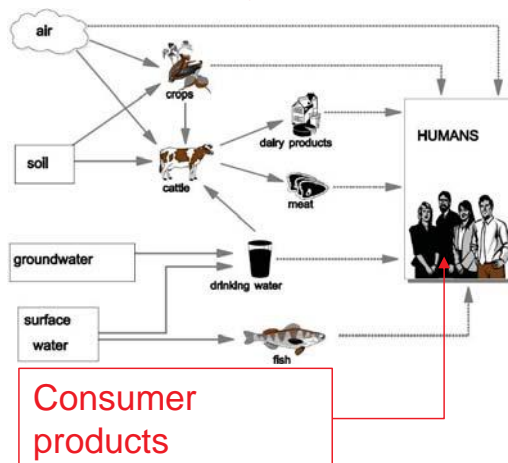 air
crops
dairy products
HUMANS
soil
cattle
meat
groundwater
drinking water
surface
water
fish
Consumer
products